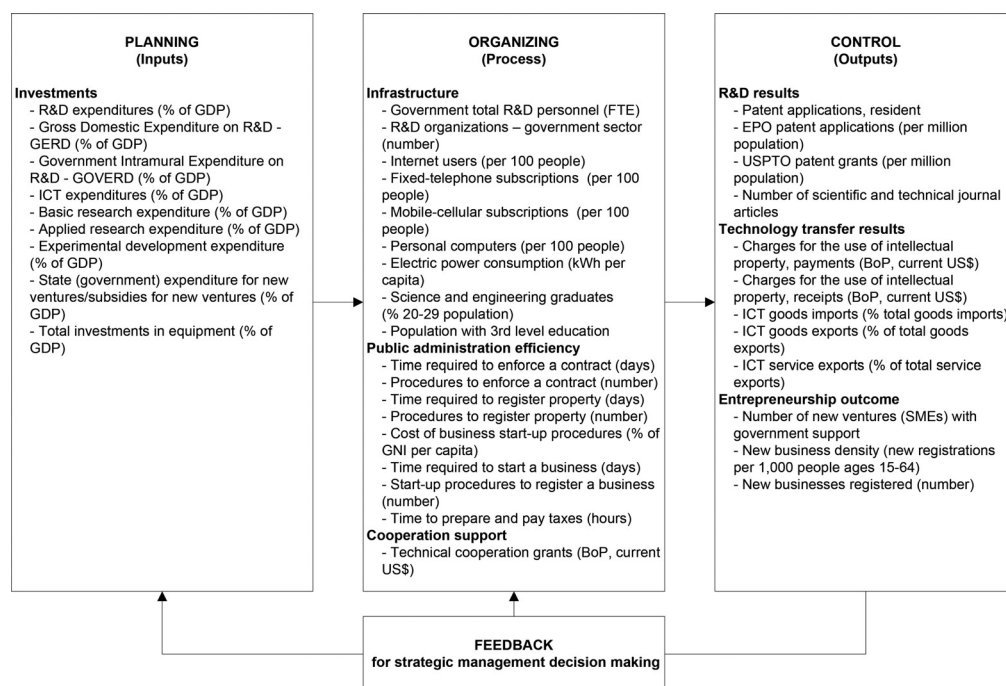 PLANNING
(Inputs)
Investments
- R&D expenditures (% of GDP)
- Gross Domestic Expenditure on R&D -
GERD (% of GDP)
- Government Intramural Expenditure on
R&D - GOVERD (% of GDP)
- ICT expenditures (% of GDP)
- Basic research expenditure (% of GDP)
- Applied research expenditure (% of GDP)
- Experimental development expenditure
(% of GDP)
- State (government) expenditure for new
ventures/subsidies for new ventures (% of
GDP)
- Total investments in equipment (% of
GDP)
ORGANIZING
(Process)
Infrastructure
- Government total R&D personnel (FTE)
- R&D organizations – government sector
(number)
- Internet users (per 100 people)
- Fixed-telephone subscriptions (per 100
people)
- Mobile-cellular subscriptions (per 100
people)
- Personal computers (per 100 people)
- Electric power consumption (kWh per
capita)
- Science and engineering graduates
(% 20-29 population)
- Population with 3rd level education
Public administration efficiency
- Time required to enforce a contract (days)
- Procedures to enforce a contract (number)
- Time required to register property (days)
- Procedures to register property (number)
- Cost of business start-up procedures (% of
GNI per capita)
- Time required to start a business (days)
- Start-up procedures to register a business
(number)
- Time to prepare and pay taxes (hours)
Cooperation support
- Technical cooperation grants (BoP, current
US$)
CONTROL
(Outputs)
R&D results
- Patent applications, resident
- EPO patent applications (per million
population)
- USPTO patent grants (per million
population)
- Number of scientific and technical journal
articles
Technology transfer results
- Charges for the use of intellectual
property, payments (BoP, current US$)
- Charges for the use of intellectual
property, receipts (BoP, current US$)
- ICT goods imports (% total goods imports)
- ICT goods exports (% of total goods
exports)
- ICT service exports (% of total service
exports)
Entrepreneurship outcome
- Number of new ventures (SMEs) with
government support
- New business density (new registrations
per 1,000 people ages 15-64)
- New businesses registered (number)
FEEDBACK
for strategic management decision making